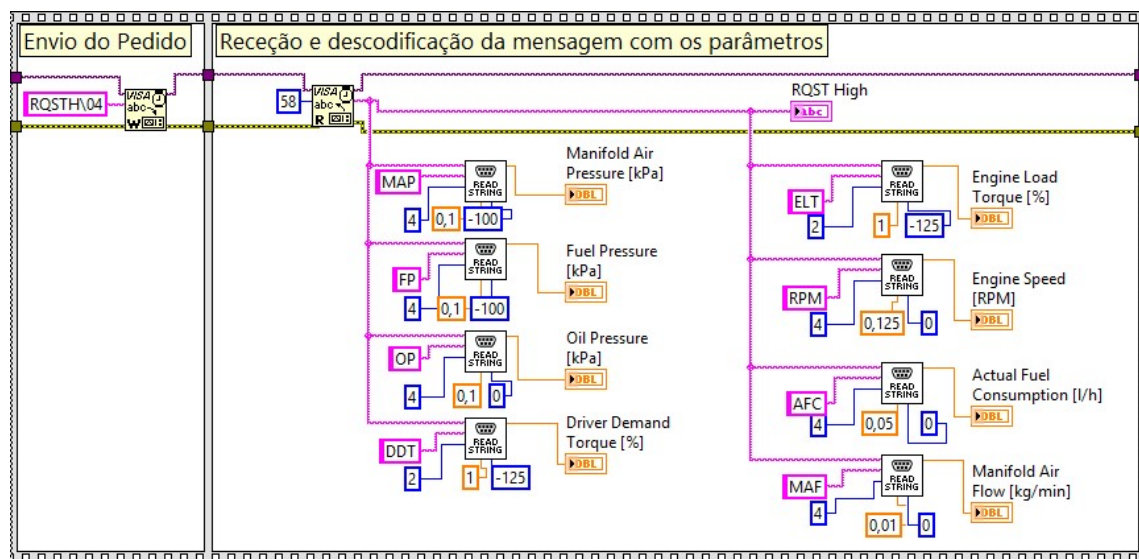 Envio do Pedido
Receção e descodificação da mensagem com os parâmetros
RQSTH\04
VISA
abc
W
58
VISA
abc
R
RQST High
abc
MAP
READ
STRING
4
0,1
-100
Manifold Air
Pressure [kPa]
DBL
FP
READ
STRING
4
0,1
-100
Fuel Pressure
[kPa]
DBL
OP
READ
STRING
4
0,1
0
Oil Pressure
[kPa]
DBL
DDT
READ
STRING
2
1
-125
Driver Demand
Torque [%]
DBL
ELT
READ
STRING
2
1
-125
Engine Load
Torque [%]
DBL
RPM
READ
STRING
4
0,125
0
Engine Speed
[RPM]
DBL
AFC
READ
STRING
4
0,05
0
Actual Fuel
Consumption [l/h]
DBL
MAF
READ
STRING
4
0,01
0
Manifold Air
Flow [kg/min]
DBL